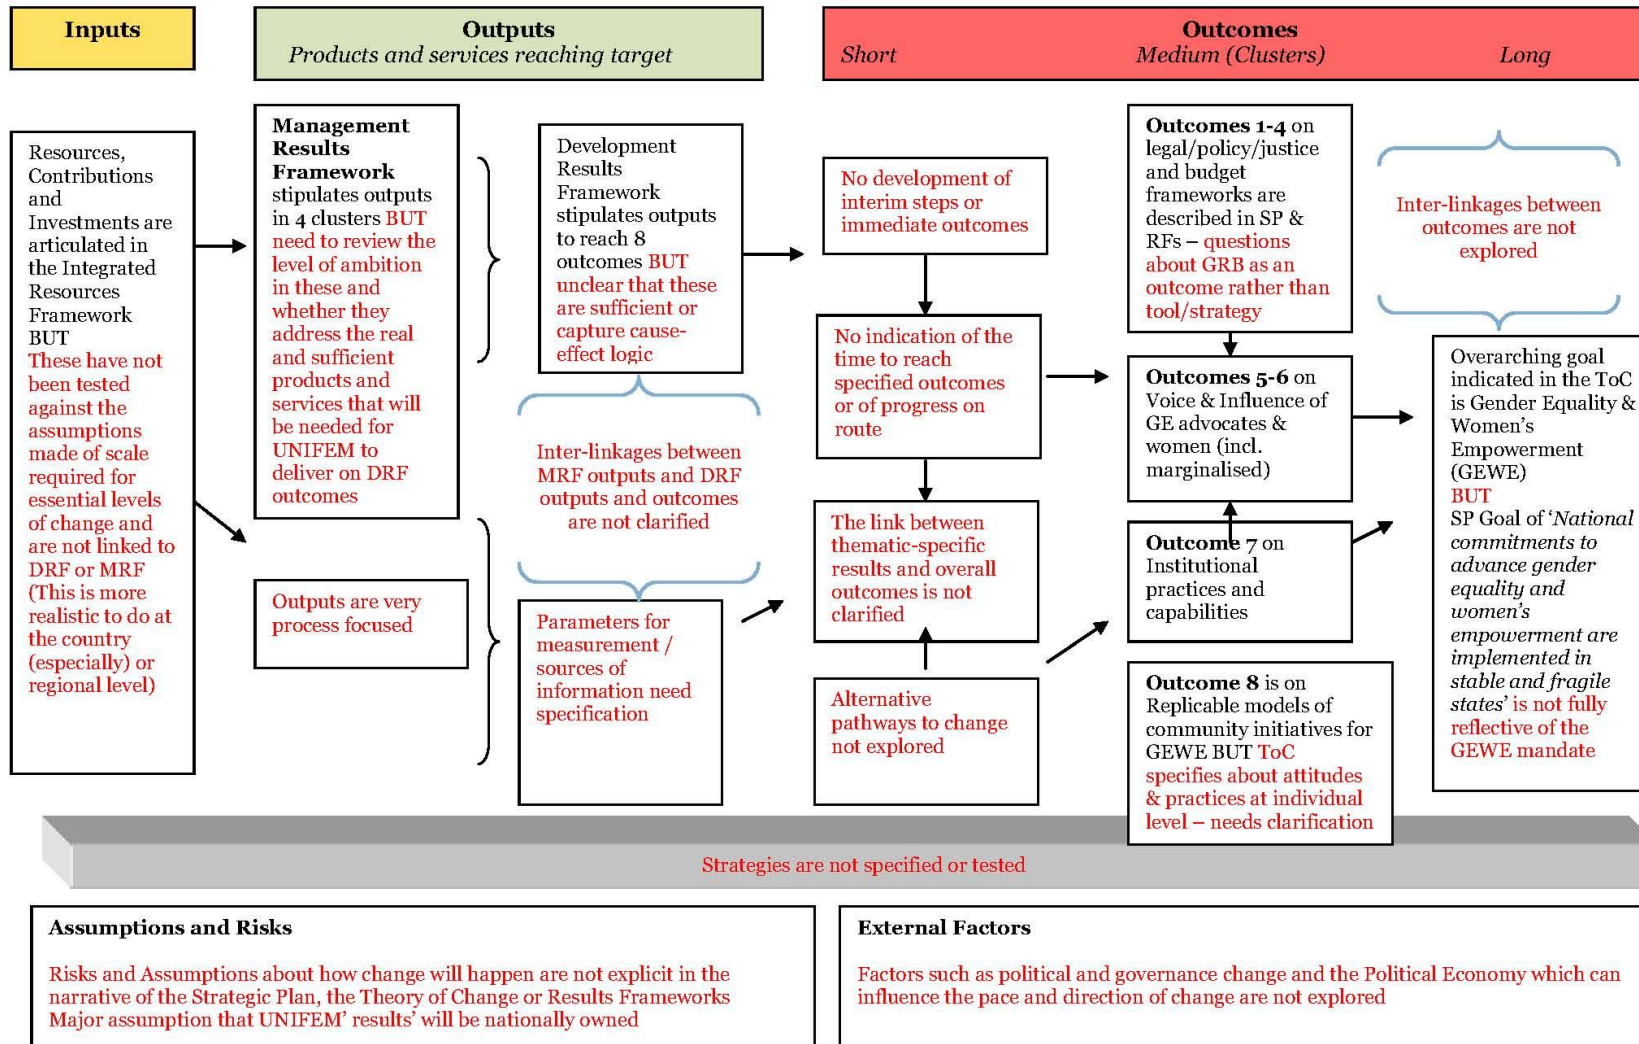 Inputs
Outputs
Products and services reaching target
Outcomes
Short
Medium (Clusters)
Long
Resources,
Contributions
and
Investments are
articulated in
the Integrated
Resources
Framework
BUT
These have not
been tested
against the
assumptions
made of scale
required for
essential levels
of change and
are not linked to
DRF or MRF
(This is more
realistic to do at
the country
(especially) or
regional level)
Management
Results
Framework
stipulates outputs
in 4 clusters BUT
need to review the
level of ambition
in these and
whether they
address the real
and sufficient
products and
services that will
be needed for
UNIFEM to
deliver on DRF
outcomes
Outputs are very
process focused
Development
Results
Framework
stipulates outputs
to reach 8
outcomes BUT
unclear that these
are sufficient or
capture cause-
effect logic
Inter-linkages between
MRF outputs and DRF
outputs and outcomes
are not clarified
Parameters for
measurement /
sources of
information need
specification
No development of
interim steps or
immediate outcomes
No indication of the
time to reach
specified outcomes
or of progress on
route
The link between
thematic-specific
results and overall
outcomes is not
clarified
Alternative
pathways to change
not explored
Outcomes 1-4 on
legal/policy/justice
and budget
frameworks are
described in SP &
RFs – questions
about GRB as an
outcome rather than
tool/strategy
Outcomes 5-6 on
Voice & Influence of
GE advocates &
women (incl.
marginalised)
Outcome 7 on
Institutional
practices and
capabilities
Outcome 8 is on
Replicable models of
community initiatives for
GEWE BUT ToC
specifies about attitudes
& practices at individual
level – needs clarification
Inter-linkages between
outcomes are not
explored
Overarching goal
indicated in the ToC
is Gender Equality &
Women's
Empowerment
(GEWE)
BUT
SP Goal of 'National
commitments to
advance gender
equality and
women's
empowerment are
implemented in
stable and fragile
states' is not fully
reflective of the
GEWE mandate
Strategies are not specified or tested
Assumptions and Risks
Risks and Assumptions about how change will happen are not explicit in the
narrative of the Strategic Plan, the Theory of Change or Results Frameworks
Major assumption that UNIFEM' results' will be nationally owned
External Factors
Factors such as political and governance change and the Political Economy which can
influence the pace and direction of change are not explored